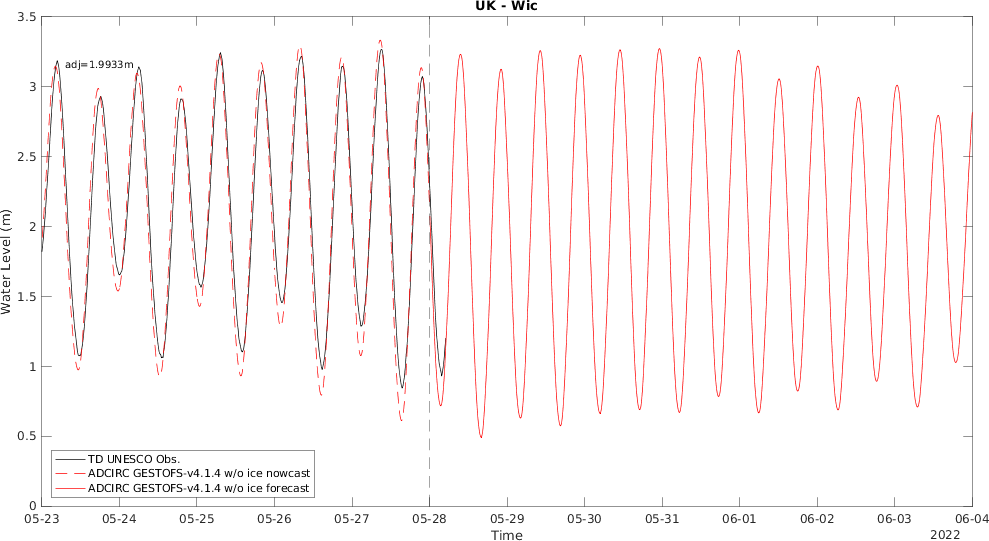 UK - Wic
adj=1.9933m
3.5
3
2.5
2
1.5
1
0.5
0
Water Level (m)
TD UNESCO Obs.
ADCIRC GESTOFS-v4.1.4 w/o ice nowcast
ADCIRC GESTOFS-v4.1.4 w/o ice forecast
05-23 05-24 05-25 05-26 05-27 05-28 05-29 05-30 05-31 06-01 06-02 06-03 06-04
Time
2022